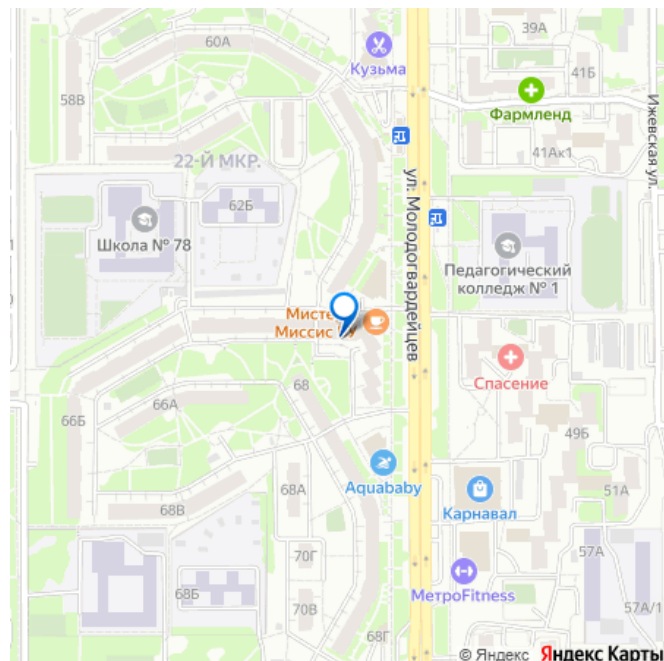 60А
Кузьма
39А
41Б
Фармленд
58В
Ижевская ул.
41Ак1
22-Й МКР.
ул. Молодогвардейцев
62Б
Школа № 78
Педагогический
колледж № 1
Миссис
Спасение
68
66А
66Б
49Б
Aquababy
68А
Карнавал
51А
68В
70Г
57А
68Б
МетроFitness
70В
57А/1
68Г
© Яндекс Яндекс Карты